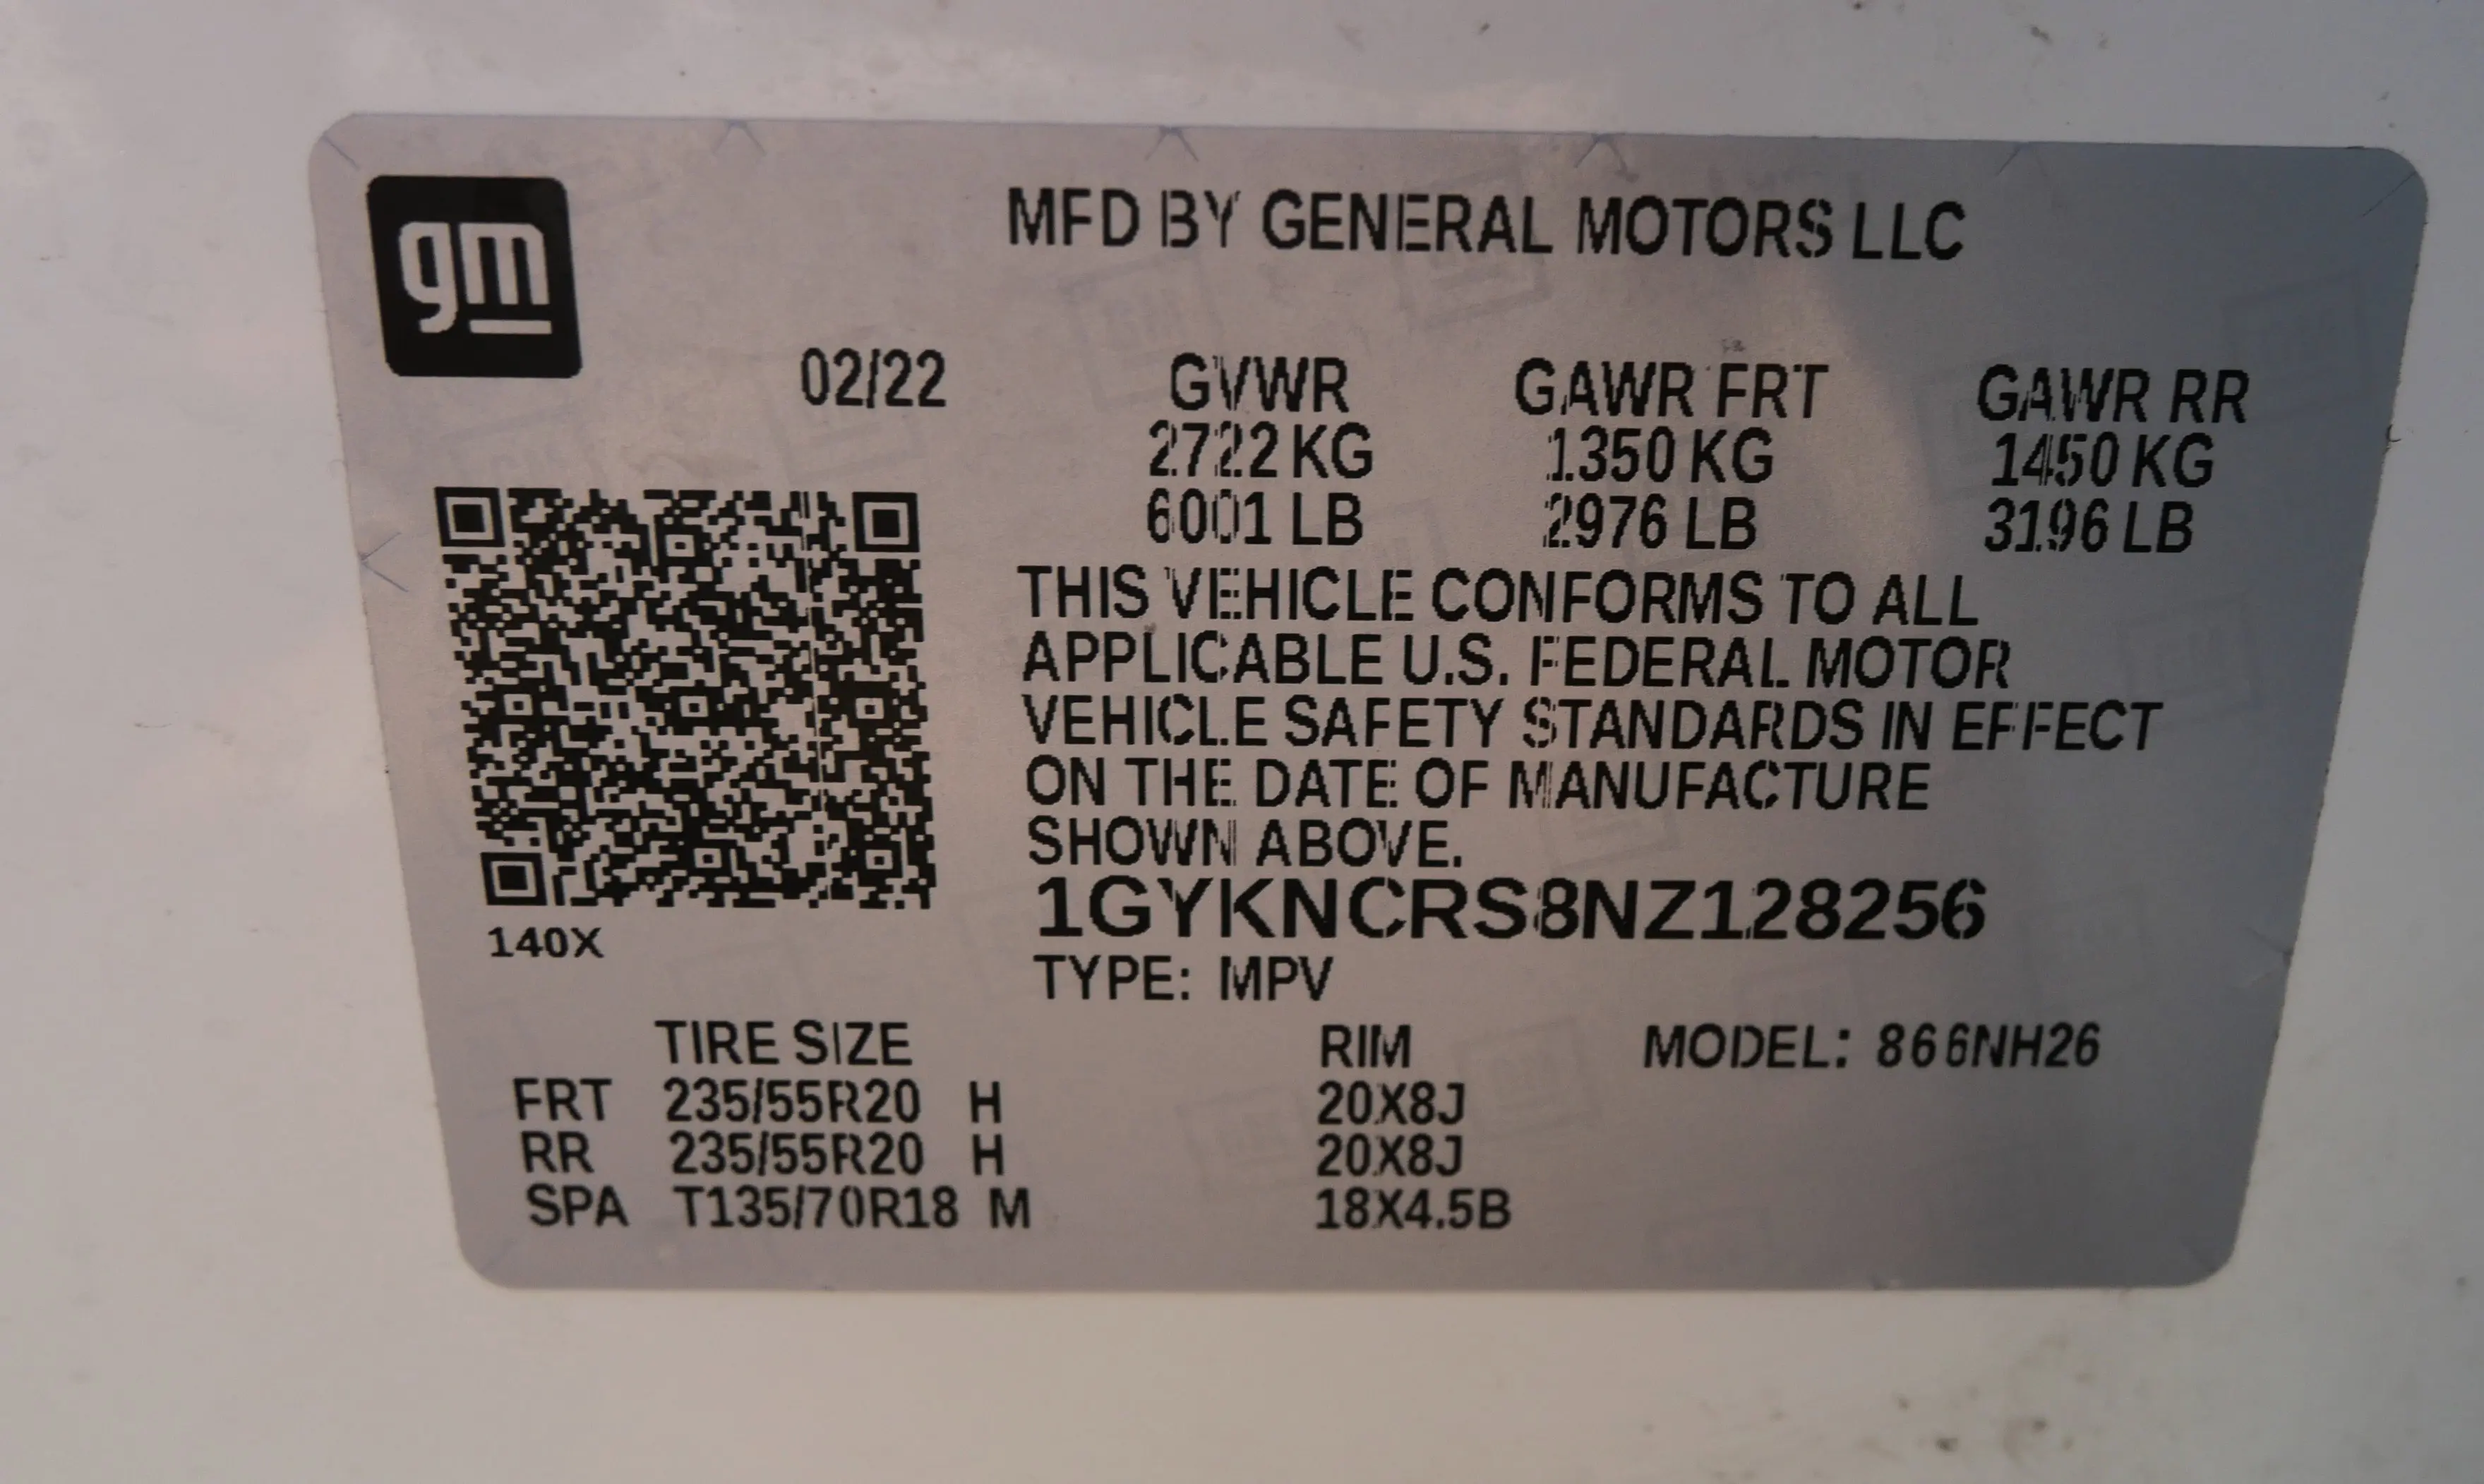 gm
MFD BY GENERAL MOTORS LLC
02/22 GVWR GAWR FRT GAWR RR
2722 KG 1350 KG 1450 KG
6001 LB 2976 LB 3196 LB
THIS VEHICLE CONFORMS TO ALL
APPLICABLE U.S. FEDERAL MOTOR
VEHICLE SAFETY STANDARDS IN EFFECT
ON THE DATE OF MANUFACTURE
SHOWN ABOVE.
1GYKNCRS8NZ128256
140X
TYPE: MPV
TIRE SIZE RIM MODEL: 866NH26
FRT 235/55R20 H 20X8J
RR 235/55R20 H 20X8J
SPA T135/70R18 M 18X4.5B